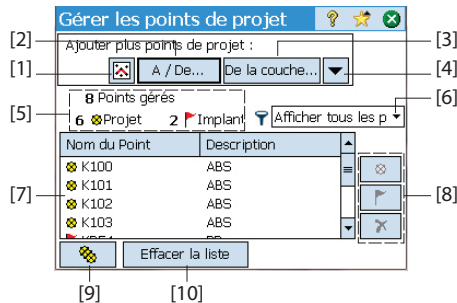 Gérer les points de projet
[2]
Ajouter plus points de projet :
[3]
[1]
A / De...
De la couche...
[4]
8 Points gérés
[5]
6 Projet 2 Implant
Afficher tous les p
[6]
Nom du Point Description
K100 ABS
K101 ABS
[7]
K102 ABS
[8]
K103 ABS
Effacer la liste
[9]
[10]